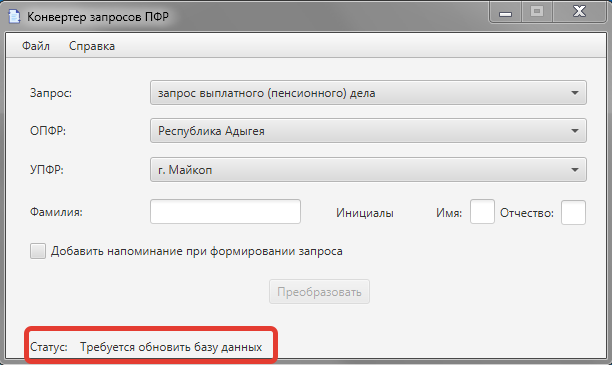 Конвертер запросов ПФР
Файл Справка
Запрос: запрос выплатного (пенсионного) дела
ОПФР: Республика Адыгея
УПФР: г. Майкоп
Фамилия: Инициалы Имя: Отчество:
Добавить напоминание при формировании запроса
Преобразовать
Статус: Требуется обновить базу данных